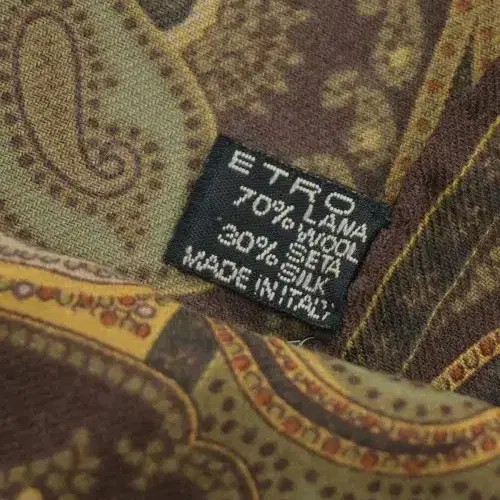 ETRO
70% LANA
WOOL
30% SETA
SILK
MADE IN ITALY